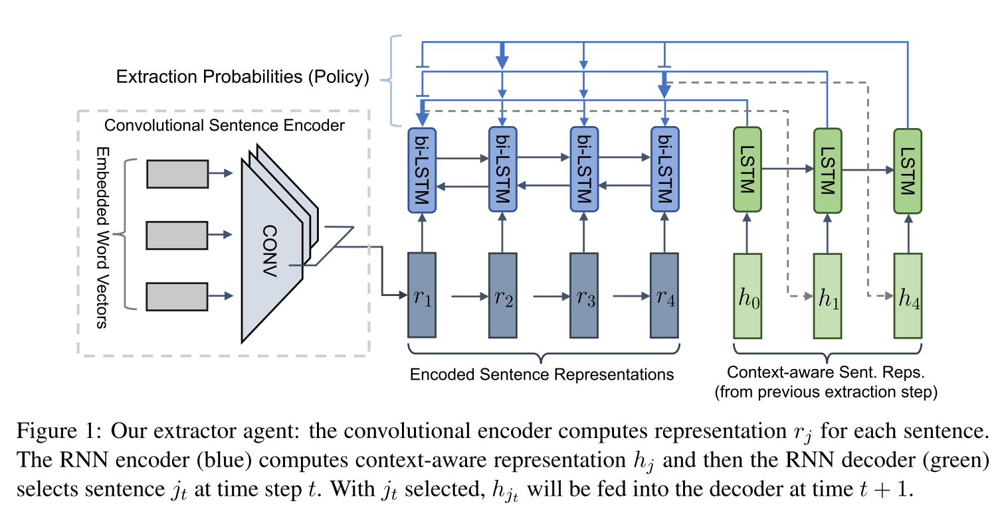 Extraction Probabilities (Policy)
Convolutional Sentence Encoder
Embedded Word Vectors
CONV
bi-LSTM
bi-LSTM
bi-LSTM
bi-LSTM
LSTM
LSTM
LSTM
r1
r2
r3
r4
h0
h1
h4
Encoded Sentence Representations
Context-aware Sent. Reps.
(from previous extraction step)
Figure 1: Our extractor agent: the convolutional encoder computes representation rj for each sentence.
The RNN encoder (blue) computes context-aware representation hj and then the RNN decoder (green)
selects sentence jt at time step t. With jt selected, hjt will be fed into the decoder at time t + 1.